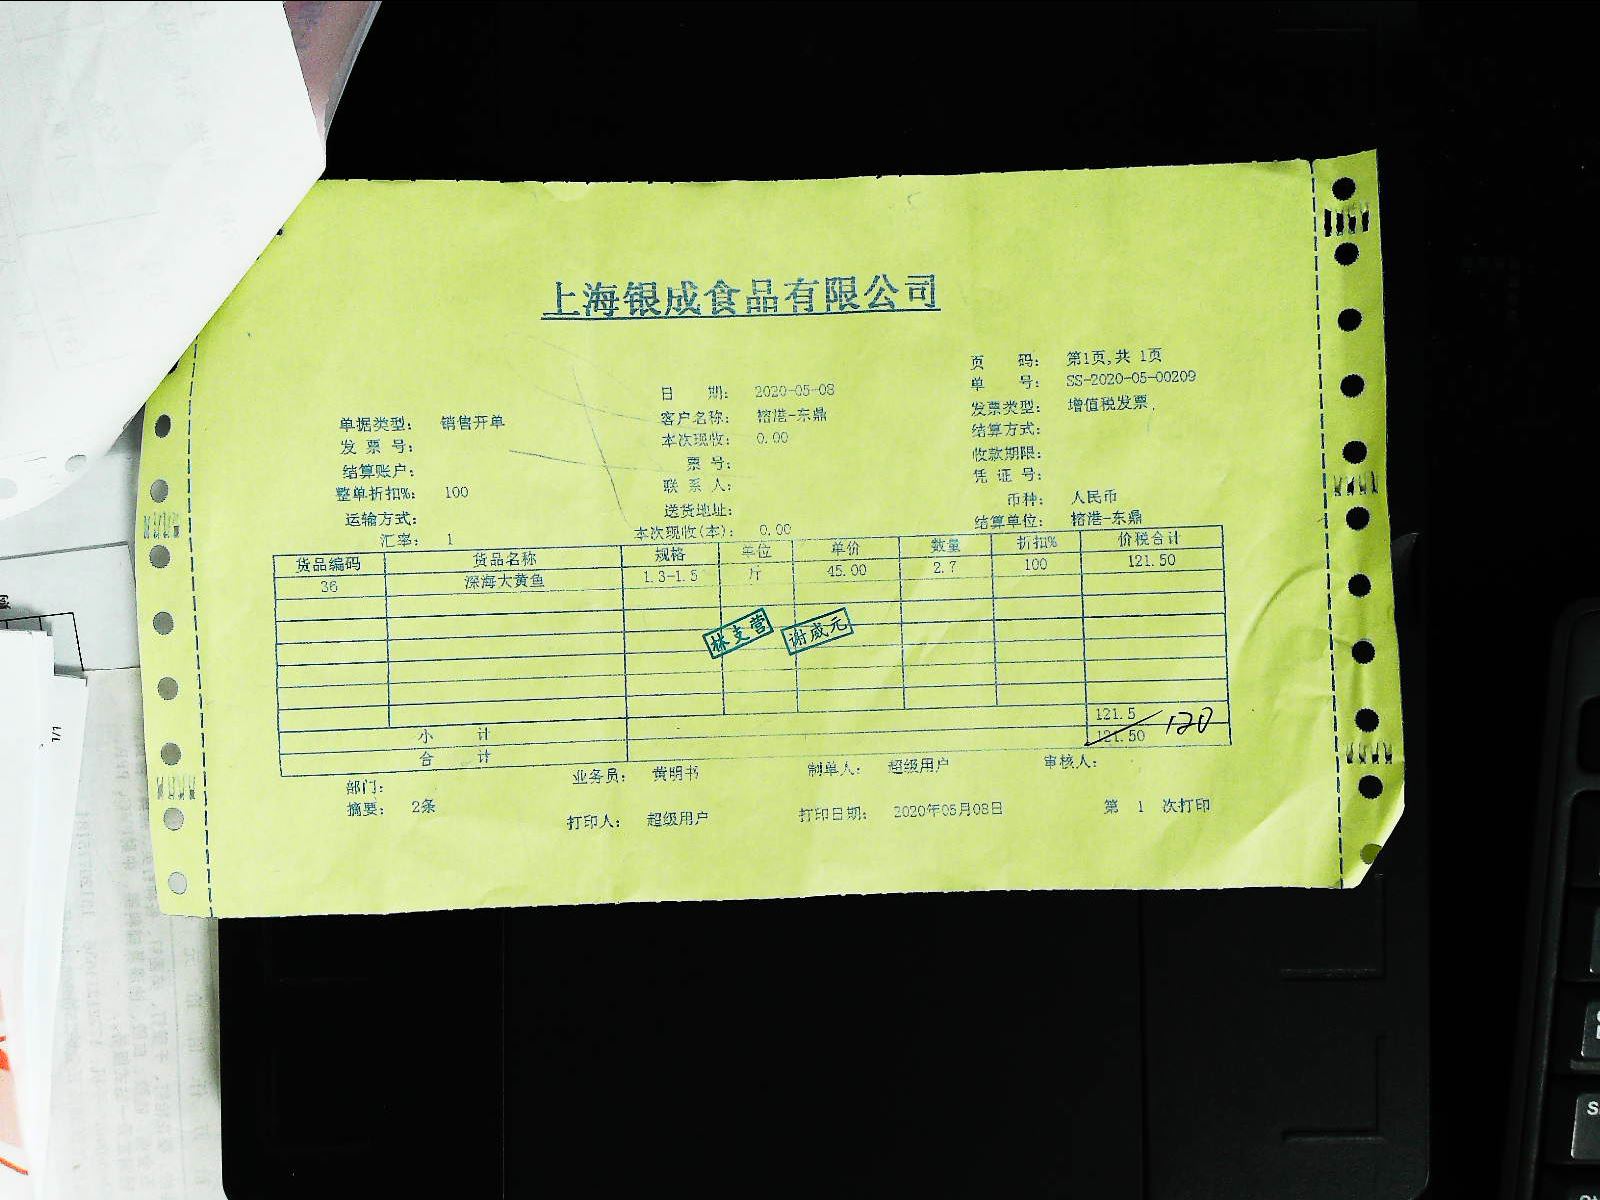 上海银成食品有限公司
页 码： 第1页,共 1页
日 期： 2020-05-08 单 号： SS-2020-05-00209
单据类型： 销售开单 客户名称： 榕港-东鼎 发票类型： 增值税发票
发 票 号： 本次现收： 0.00 结算方式：
结算账户： 票 号： 收款期限：
整单折扣%： 100 联 系 人： 凭 证 号：
运输方式： 送货地址： 币种： 人民币
汇率： 1 本次现收(本)： 0.00 结算单位： 榕港-东鼎
货品编码 货品名称 规格 单位 单价 数量 折扣% 价税合计
36 深海大黄鱼 1.3-1.5 斤 45.00 2.7 100 121.50
林支营 谢威元
小 计 121.5
合 计 121.50 120
部门： 业务员： 黄明书 制单人： 超级用户 审核人：
摘要： 2条 打印人： 超级用户 打印日期： 2020年05月08日 第 1 次打印